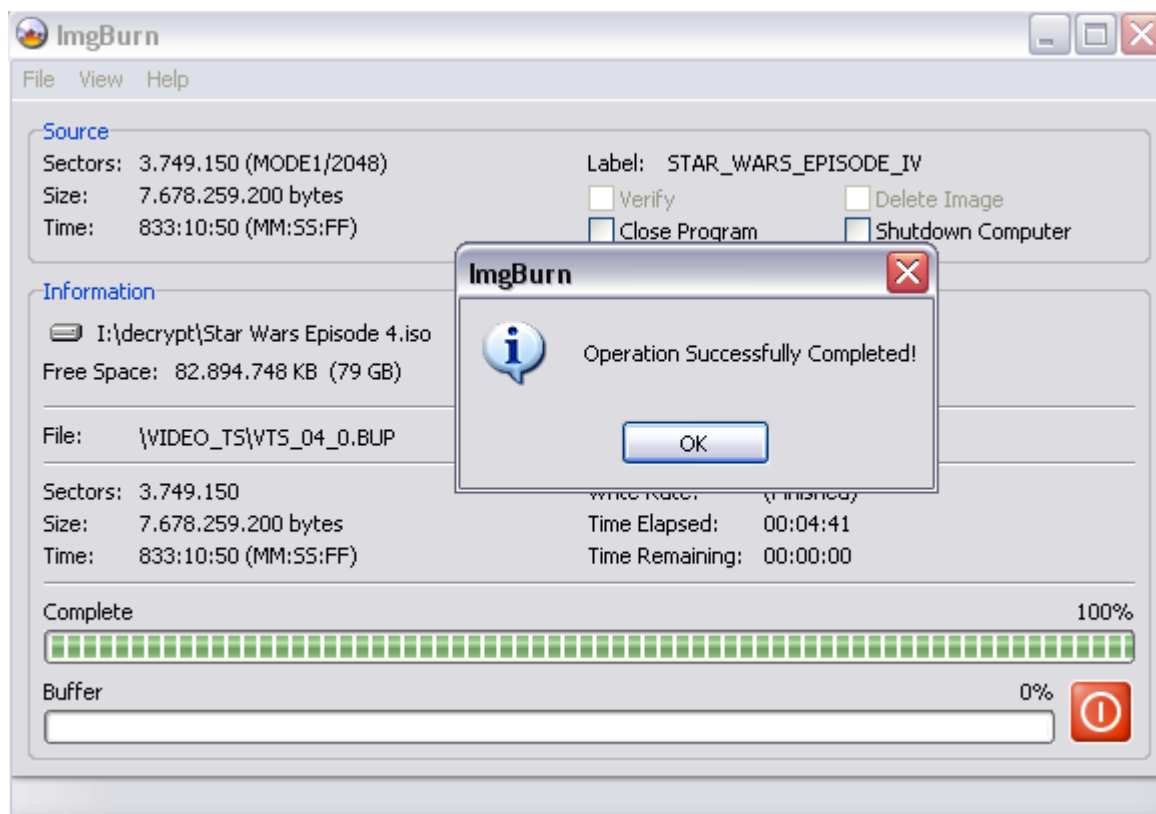 ImgBurn
File View Help
Source
Sectors: 3.749.150 (MODE1/2048)
Size: 7.678.259.200 bytes
Time: 833:10:50 (MM:SS:FF)
Label: STAR_WARS_EPISODE_IV
Verify Delete Image
Close Program Shutdown Computer
Information
I:\decrypt\Star Wars Episode 4.iso
Free Space: 82.894.748 KB (79 GB)
File: \VIDEO_TS\VTS_04_0.BUP
ImgBurn
Operation Successfully Completed!
OK
Sectors: 3.749.150
Size: 7.678.259.200 bytes
Time: 833:10:50 (MM:SS:FF)
Write Rate: (Finished)
Time Elapsed: 00:04:41
Time Remaining: 00:00:00
Complete 100%
Buffer 0%